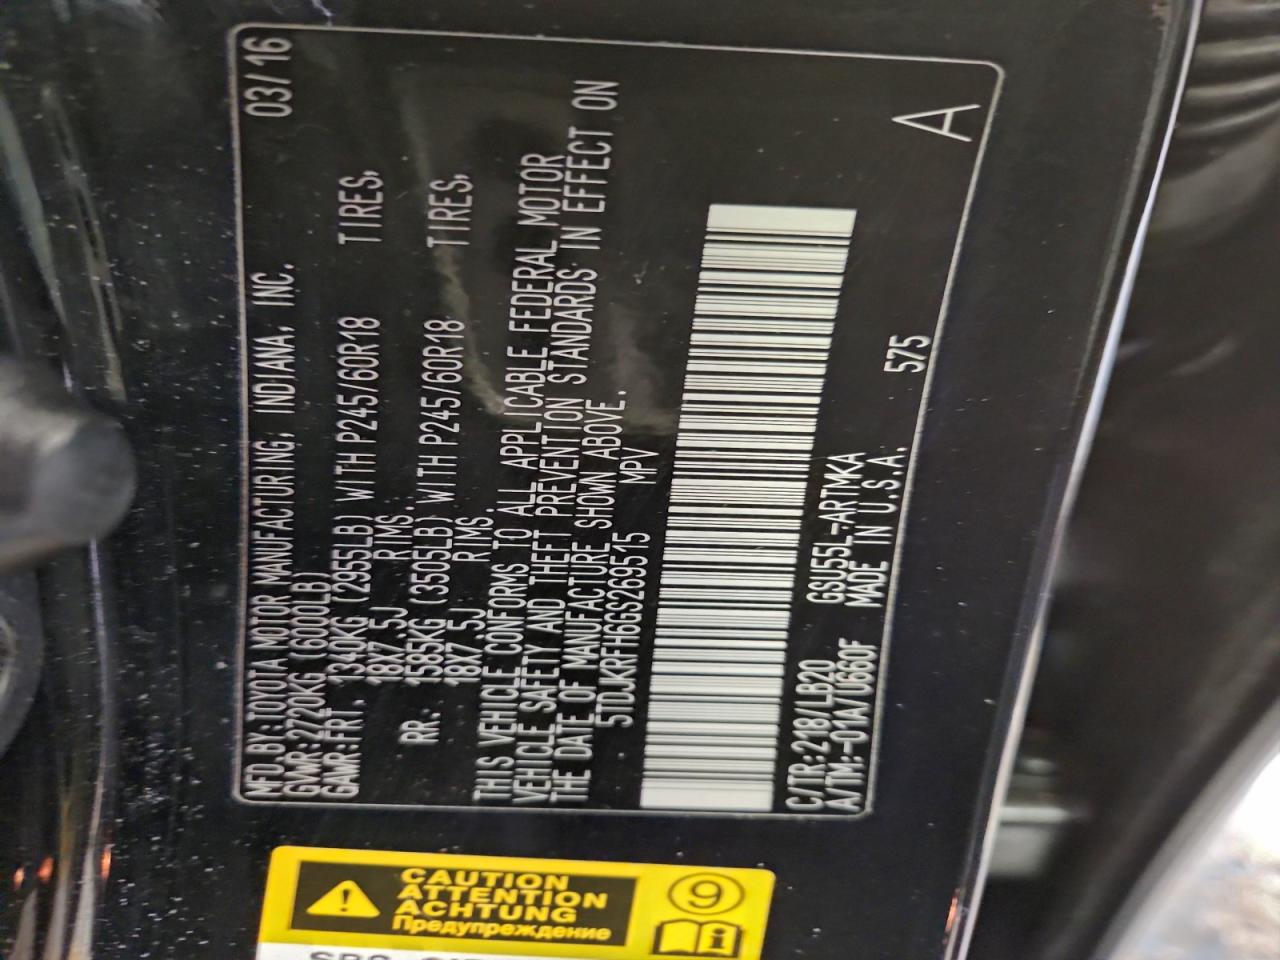 MFD.BY:TOYOTA MOTOR MANUFACTURING, INDIANA, INC. 03/16
GVWR:2720KG (6000LB)
GAWR:FRT. 1340KG (2955LB) WITH P245/60R18 TIRES,
18X7.5J RIMS.
RR. 1585KG (3505LB) WITH P245/60R18 TIRES,
18X7.5J RIMS.
THIS VEHICLE CONFORMS TO ALL APPLICABLE FEDERAL MOTOR
VEHICLE SAFETY AND THEFT PREVENTION STANDARDS IN EFFECT ON
THE DATE OF MANUFACTURE SHOWN ABOVE.
5TDJKRFH6GS269515 MPV
C/TR:218/LB20 GSU55L-ARTMKA 575
A/TM:-01A/U660F MADE IN U.S.A.
A
CAUTION
ATTENTION
ACHTUNG
Предупреждение
9
i